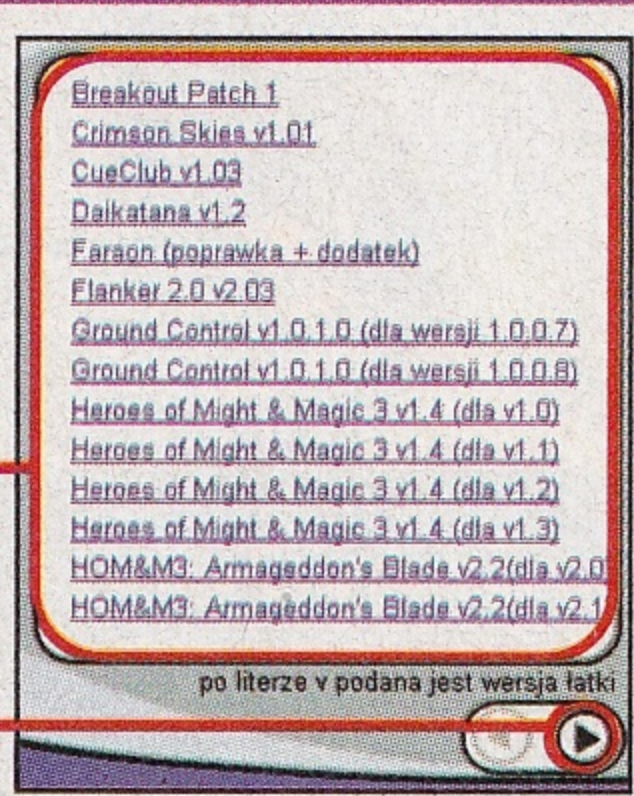 Breakout Patch 1
Crimson Skies v1.01
CueClub v1.03
Daikatana v1.2
Faraon (poprawka + dodatek)
Flanker 2.0 v2.03
Ground Control v1.0.1.0 (dla wersji 1.0.0.7)
Ground Control v1.0.1.0 (dla wersji 1.0.0.8)
Heroes of Might & Magic 3 v1.4 (dla v1.0)
Heroes of Might & Magic 3 v1.4 (dla v1.1)
Heroes of Might & Magic 3 v1.4 (dla v1.2)
Heroes of Might & Magic 3 v1.4 (dla v1.3)
HOM&M3: Armageddon's Blade v2.2(dla v2.0
HOM&M3: Armageddon's Blade v2.2(dla v2.1
po literze v podana jest wersja łatki